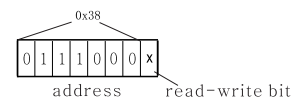 0x38
0 1 1 1 0 0 0 x
address read-write bit